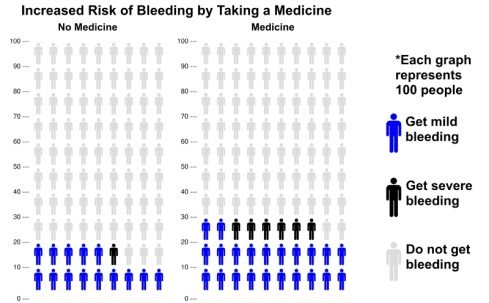 Increased Risk of Bleeding by Taking a Medicine
No Medicine
Medicine
100 ---
90 ---
80 ---
70 ---
60 ---
50 ---
40 ---
30 ---
20 ---
10 ---
0 ---
100 ---
90 ---
80 ---
70 ---
60 ---
50 ---
40 ---
30 ---
20 ---
10 ---
0 ---
*Each graph
represents
100 people
Get mild
bleeding
Get severe
bleeding
Do not get
bleeding